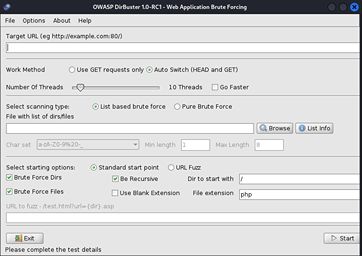 OWASP DirBuster 1.0-RC1 - Web Application Brute Forcing
File Options About Help
Target URL (eg http://example.com:80/)
Work Method Use GET requests only Auto Switch (HEAD and GET)
Number Of Threads 10 Threads Go Faster
Select scanning type: List based brute force Pure Brute Force
File with list of dirs/files
Browse List Info
Char set a-zA-Z0-9%20-_ Min length 1 Max Length 8
Select starting options: Standard start point URL Fuzz
Brute Force Dirs Be Recursive Dir to start with /
Brute Force Files Use Blank Extension File extension php
URL to fuzz - /test.html?url={dir}.asp
Exit Start
Please complete the test details